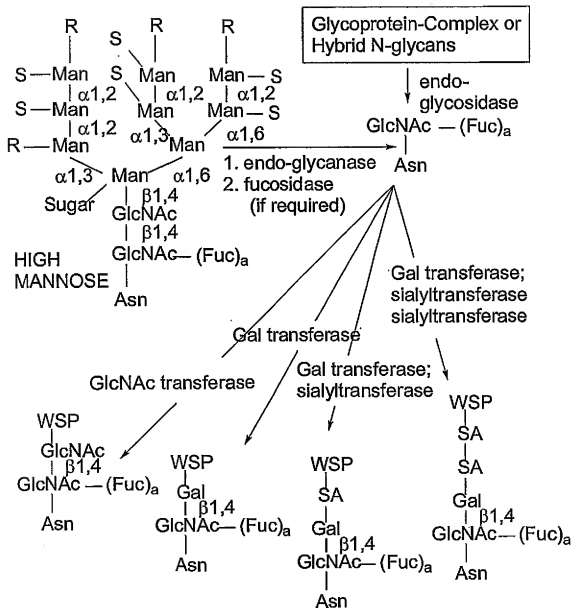 R
R
R
S
S—Man
S
Man
Man—S
α1,2
α1,2
α1,2
S—Man
Man
Man—S
α1,2
α1,3
α1,6
R—Man
Man
α1,3
Man
α1,6
Sugar
β1,4
GlcNAc
β1,4
GlcNAc—(Fuc)a
HIGH
MANNOSE
Asn
Glycoprotein-Complex or
Hybrid N-glycans
endo-
glycosidase
GlcNAc—(Fuc)a
Asn
1. endo-glycanase
2. fucosidase
(if required)
Gal transferase;
sialyltransferase
sialyltransferase
Gal transferase
Gal transferase;
sialyltransferase
GlcNAc transferase
WSP
GlcNAc
β1,4
GlcNAc—(Fuc)a
Asn
WSP
Gal
β1,4
GlcNAc—(Fuc)a
Asn
WSP
SA
Gal
β1,4
GlcNAc—(Fuc)a
Asn
WSP
SA
SA
Gal
β1,4
GlcNAc—(Fuc)a
Asn